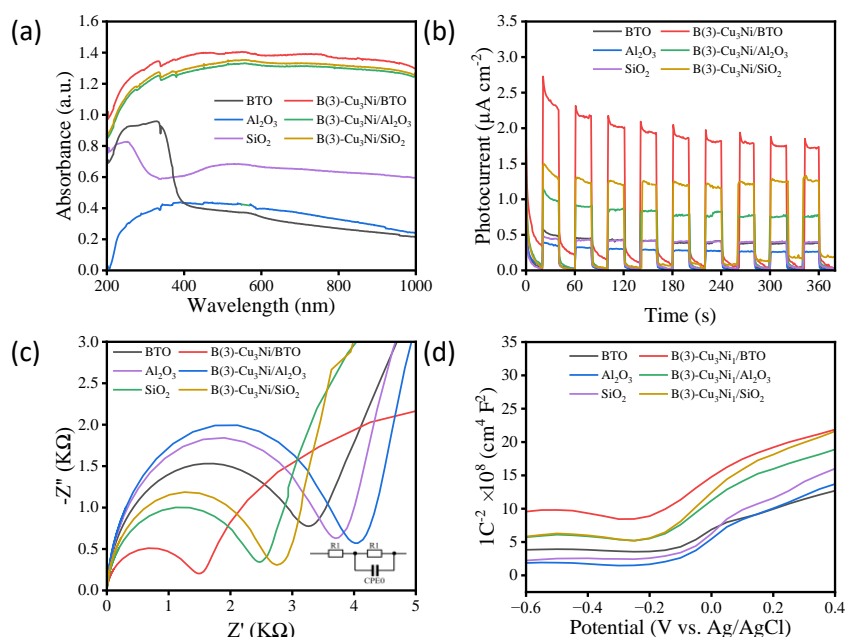 (a)
1.8
1.6
1.4
1.2
1.0
0.8
0.6
0.4
0.2
0.0
Absorbance (a.u.)
BTO
Al₂O₃
SiO₂
B(3)-Cu₃Ni/BTO
B(3)-Cu₃Ni/Al₂O₃
B(3)-Cu₃Ni/SiO₂
200 400 600 800 1000
Wavelength (nm)
(b)
3.5
3.0
2.5
2.0
1.5
1.0
0.5
0.0
Photocurrent (μA cm⁻²)
BTO
Al₂O₃
SiO₂
B(3)-Cu₃Ni/BTO
B(3)-Cu₃Ni/Al₂O₃
B(3)-Cu₃Ni/SiO₂
0 60 120 180 240 300 360
Time (s)
(c)
3.0
2.5
2.0
1.5
1.0
0.5
0.0
-Z'' (KΩ)
BTO
Al₂O₃
SiO₂
B(3)-Cu₃Ni/BTO
B(3)-Cu₃Ni/Al₂O₃
B(3)-Cu₃Ni/SiO₂
R1 R1
CPE0
0 1 2 3 4 5
Z' (KΩ)
(d)
35
30
25
20
15
10
5
0
1C⁻² ×10⁸ (cm⁴ F²)
BTO
Al₂O₃
SiO₂
B(3)-Cu₃Ni₁/BTO
B(3)-Cu₃Ni₁/Al₂O₃
B(3)-Cu₃Ni₁/SiO₂
−0.6 −0.4 −0.2 0.0 0.2 0.4
Potential (V vs. Ag/AgCl)